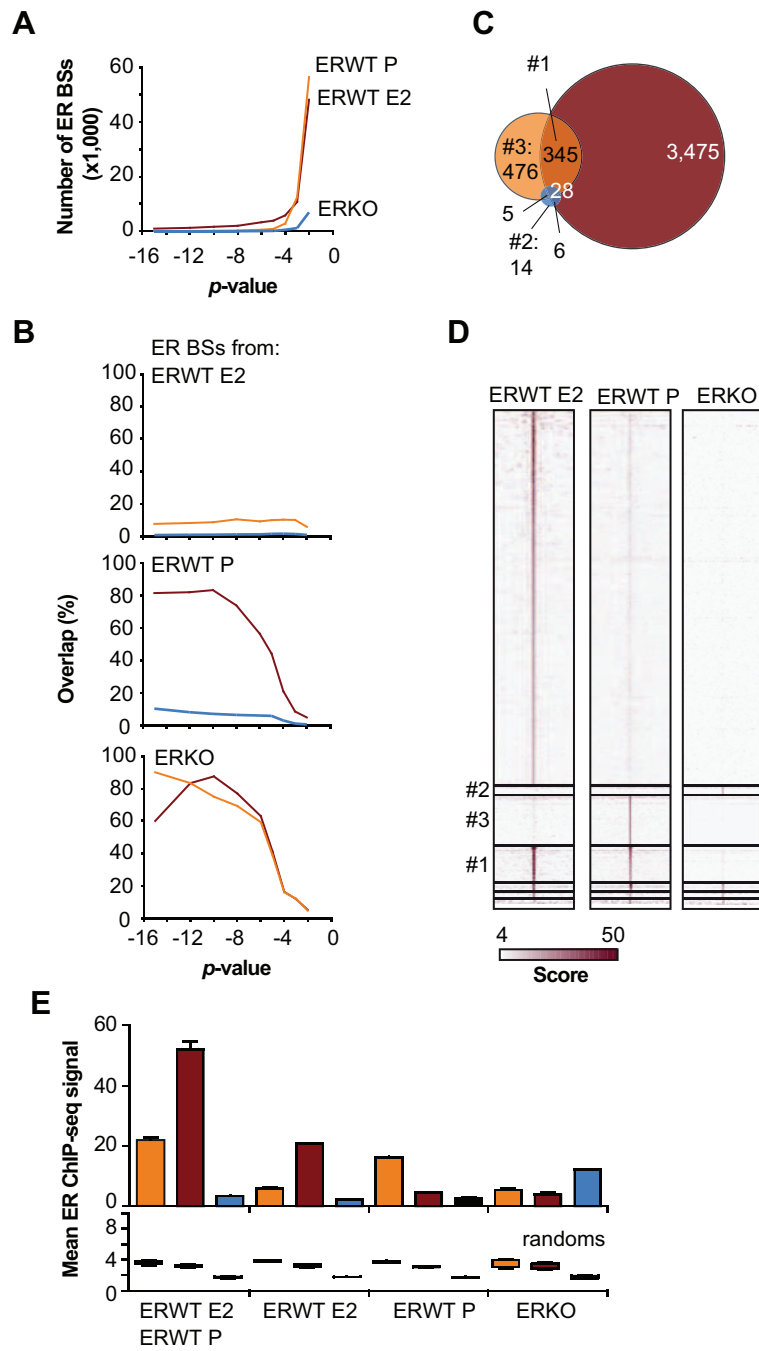 A
Number of ER BSs
(x1,000)
60
40
20
0
-16
-12
-8
-4
0
p-value
ERWT P
ERWT E2
ERKO
C
#1
#3:
476
345
3,475
28
5
#2:
14
6
B
ER BSs from:
ERWT E2
100
80
60
40
20
0
ERWT P
100
80
60
40
20
0
ERKO
100
80
60
40
20
0
Overlap (%)
-16
-12
-8
-4
0
p-value
D
ERWT E2
ERWT P
ERKO
#2
#3
#1
4
50
Score
E
Mean ER ChIP-seq signal
60
40
20
0
8
4
0
randoms
ERWT E2
ERWT P
ERWT E2
ERWT P
ERKO